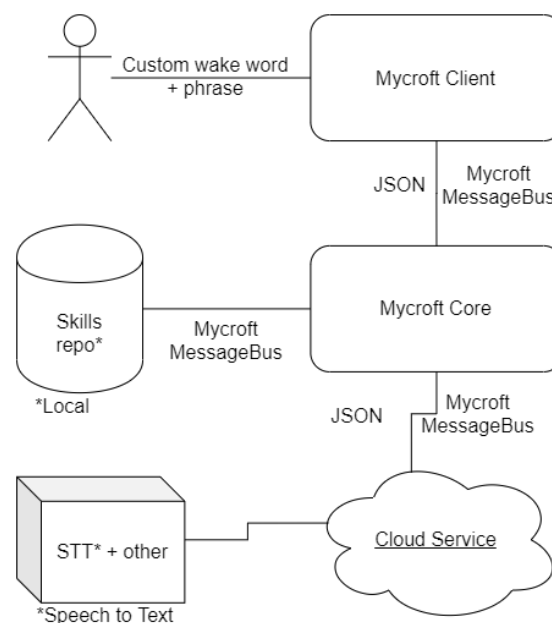 Custom wake word
+ phrase
Mycroft Client
JSON
Mycroft
MessageBus
Skills
repo*
*Local
Mycroft
MessageBus
Mycroft Core
JSON
Mycroft
MessageBus
STT* + other
*Speech to Text
Cloud Service